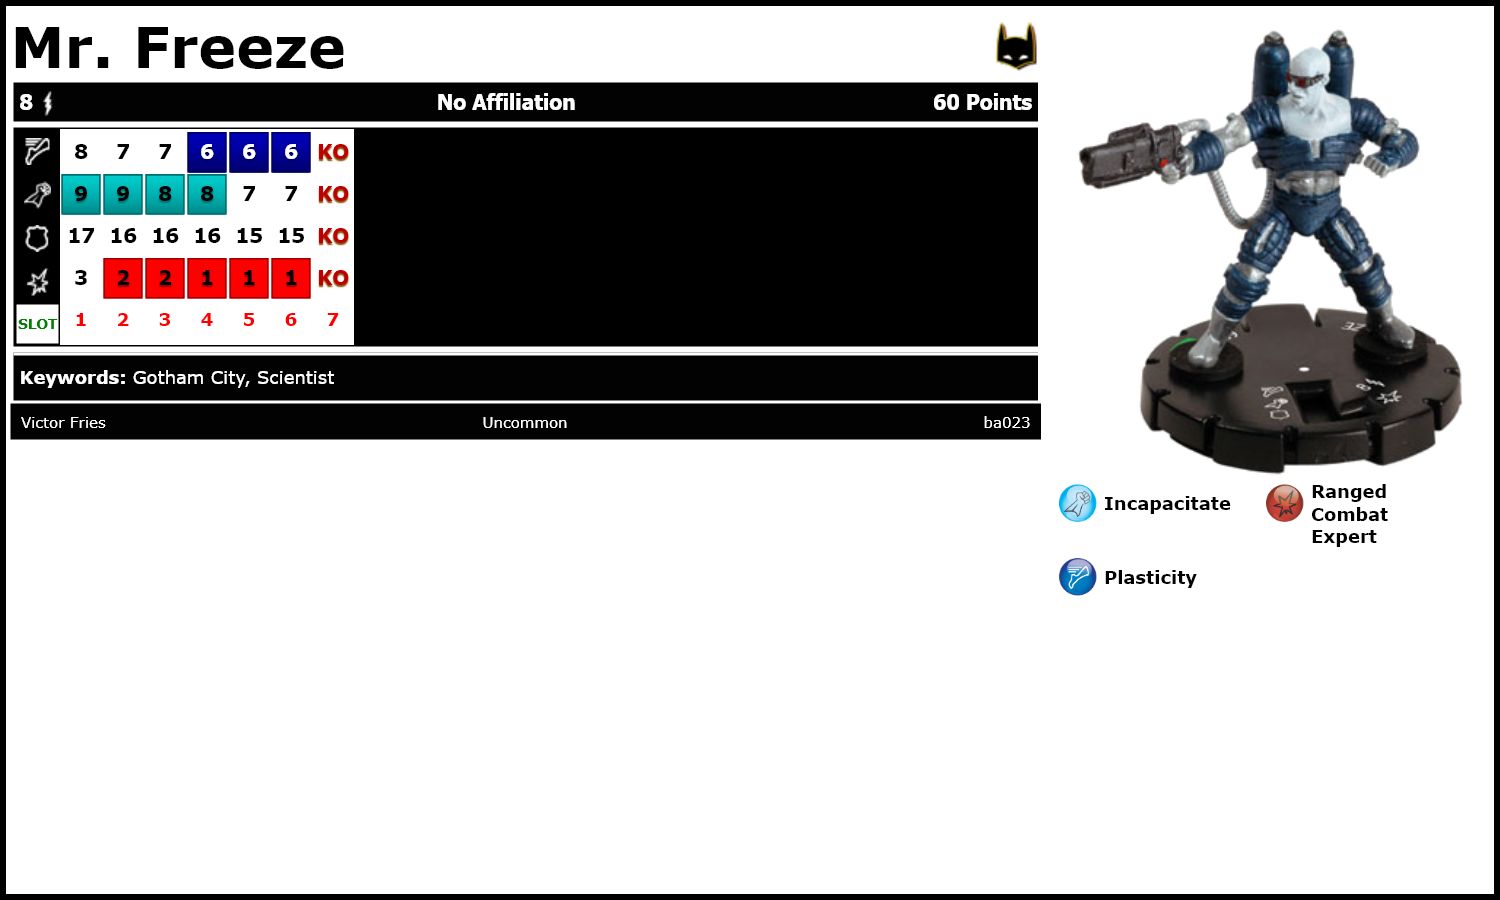 Mr. Freeze
8 No Affiliation 60 Points
8 7 7 6 6 6 KO
9 9 8 8 7 7 KO
17 16 16 16 15 15 KO
3 2 2 1 1 1 KO
SLOT 1 2 3 4 5 6 7
Keywords: Gotham City, Scientist
Victor Fries Uncommon ba023
Incapacitate
Ranged
Combat
Expert
Plasticity